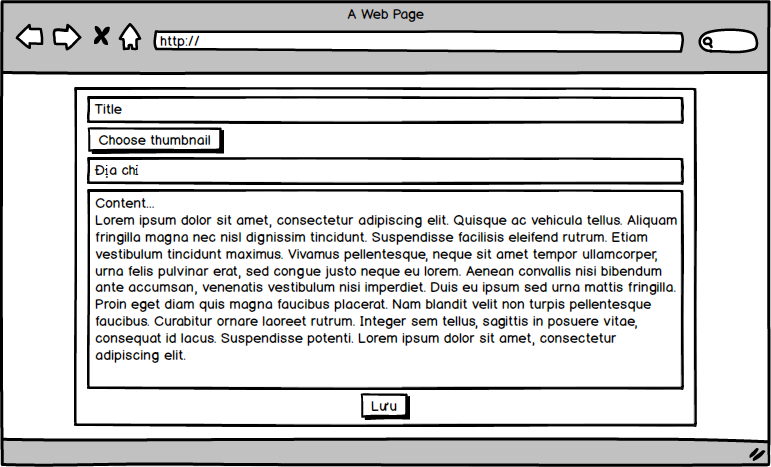 A Web Page
http://
Title
Choose thumbnail
Địa chỉ
Content...
Lorem ipsum dolor sit amet, consectetur adipiscing elit. Quisque ac vehicula tellus. Aliquam
fringilla magna nec nisl dignissim tincidunt. Suspendisse facilisis eleifend rutrum. Etiam
vestibulum tincidunt maximus. Vivamus pellentesque, neque sit amet tempor ullamcorper,
urna felis pulvinar erat, sed congue justo neque eu lorem. Aenean convallis nisi bibendum
ante accumsan, venenatis vestibulum nisi imperdiet. Duis eu ipsum sed urna mattis fringilla.
Proin eget diam quis magna faucibus placerat. Nam blandit velit non turpis pellentesque
faucibus. Curabitur ornare laoreet rutrum. Integer sem tellus, sagittis in posuere vitae,
consequat id lacus. Suspendisse potenti. Lorem ipsum dolor sit amet, consectetur
adipiscing elit.
Lưu